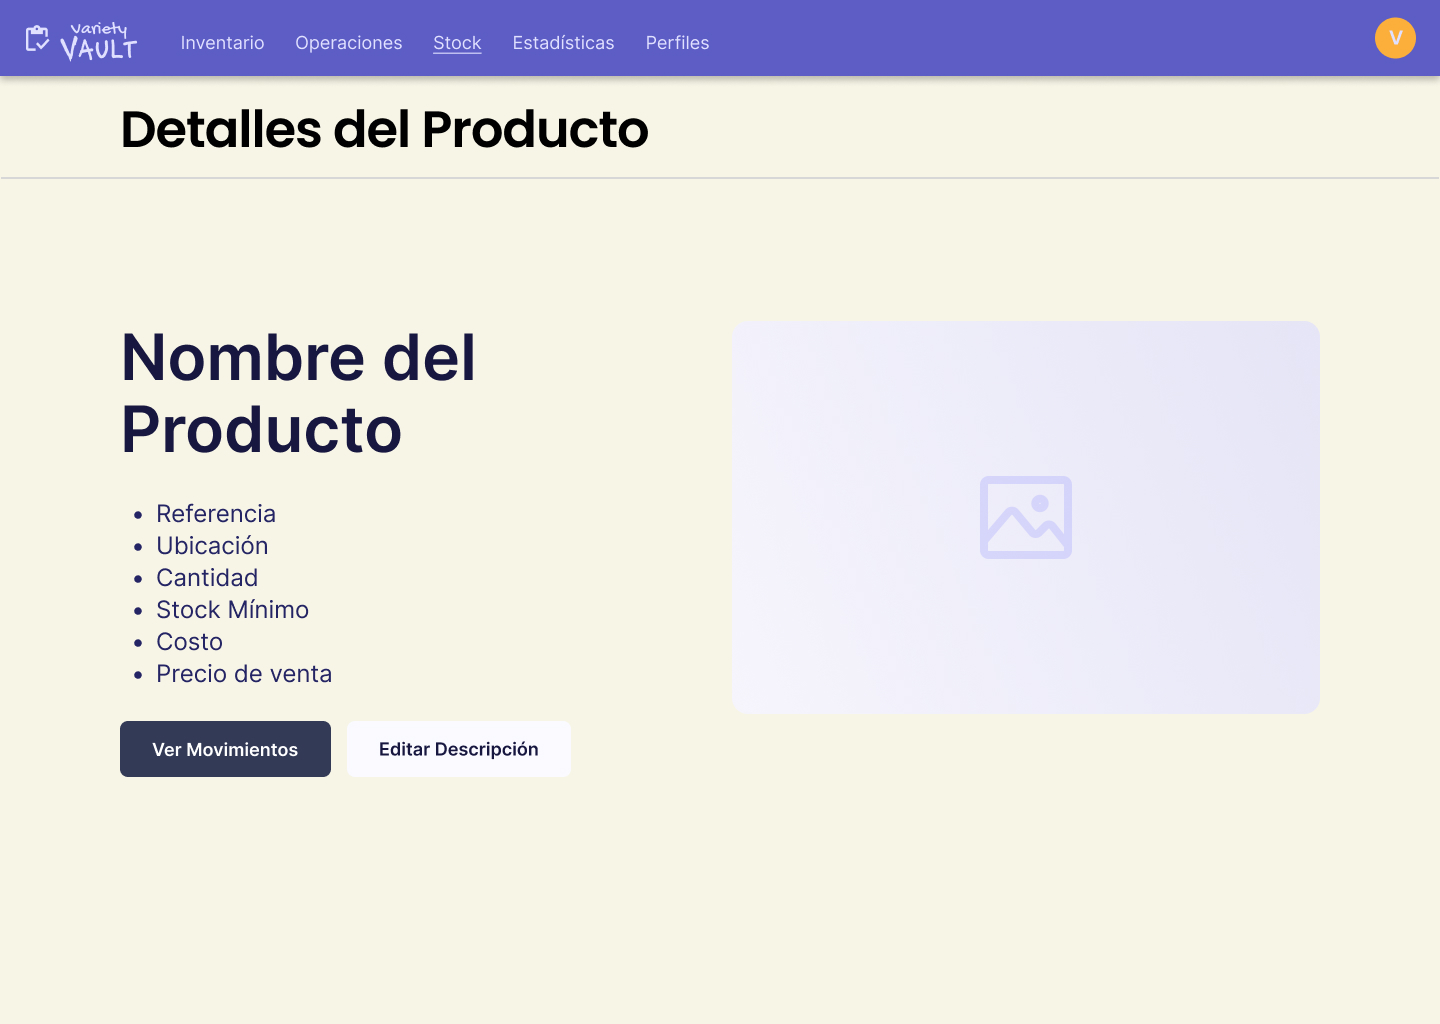 variety
VAULT
Inventario Operaciones Stock Estadísticas Perfiles
V
Detalles del Producto
Nombre del
Producto
• Referencia
• Ubicación
• Cantidad
• Stock Mínimo
• Costo
• Precio de venta
Ver Movimientos Editar Descripción